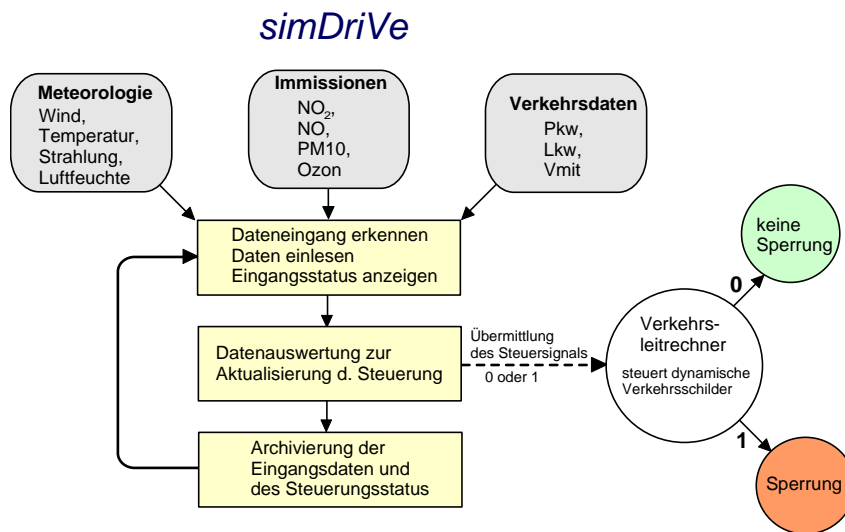 simDriVe
Meteorologie
Wind,
Temperatur,
Strahlung,
Luftfeuchte
Immissionen
NO₂,
NO,
PM10,
Ozon
Verkehrsdaten
Pkw,
Lkw,
Vmit
Dateneingang erkennen
Daten einlesen
Eingangsstatus anzeigen
Datenauswertung zur
Aktualisierung d. Steuerung
Übermittlung
des Steuersignals
0 oder 1
Archivierung der
Eingangsdaten und
des Steuerungsstatus
Verkehrs-
leitrechner
steuert dynamische
Verkehrsschilder
0
keine
Sperrung
1
Sperrung